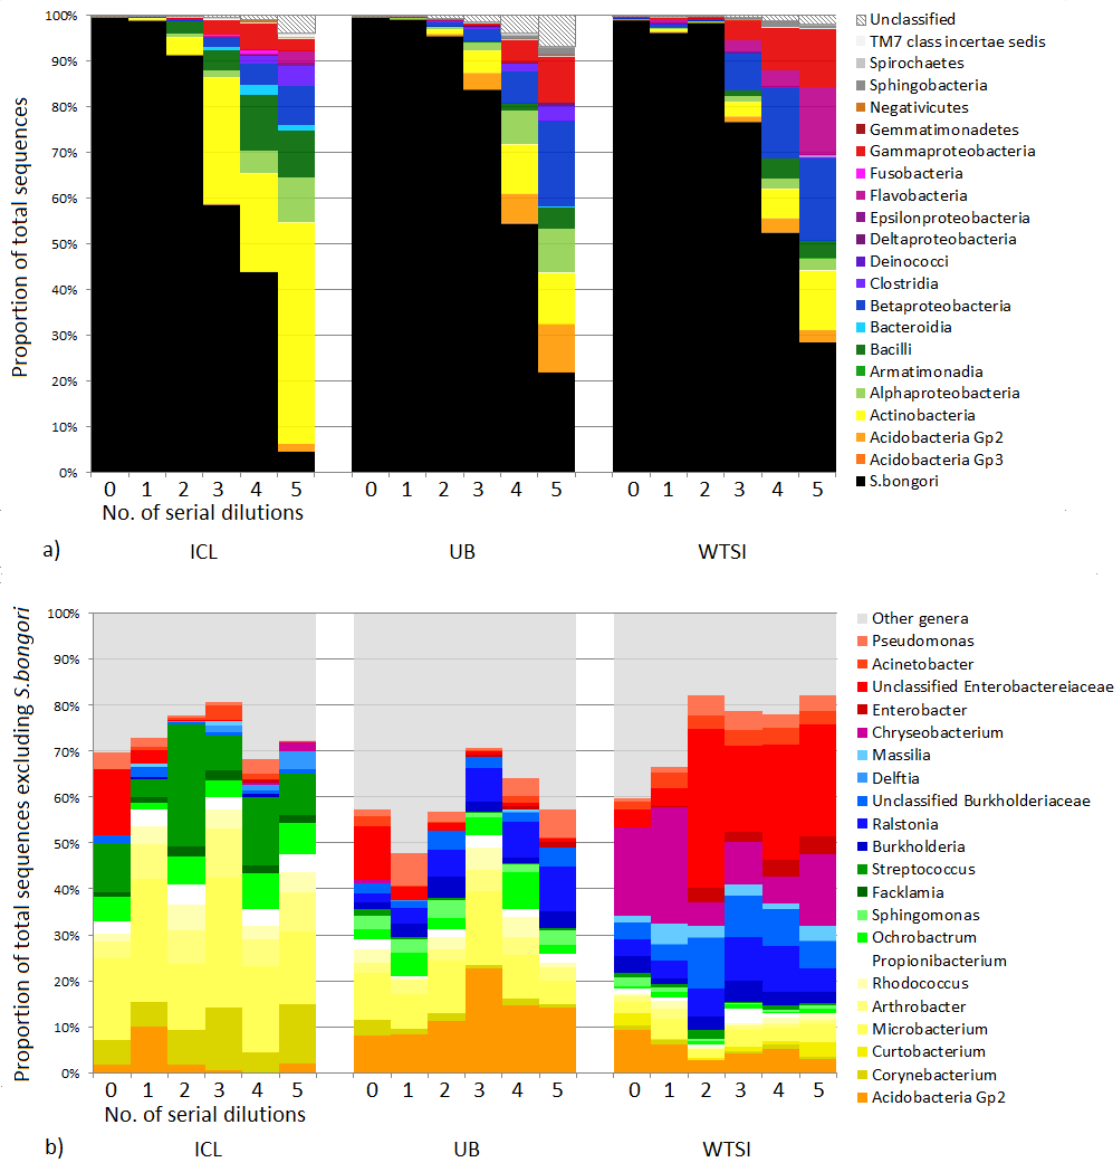 Proportion of total sequences
100%
90%
80%
70%
60%
50%
40%
30%
20%
10%
0%
0 1 2 3 4 5
0 1 2 3 4 5
0 1 2 3 4 5
No. of serial dilutions
a)
ICL
UB
WTSI
Unclassified
TM7 class incertae sedis
Spirochaetes
Sphingobacteria
Negativicutes
Gemmatimonadetes
Gammaproteobacteria
Fusobacteria
Flavobacteria
Epsilonproteobacteria
Deltaproteobacteria
Deinococci
Clostridia
Betaproteobacteria
Bacteroidia
Bacilli
Armatimonadia
Alphaproteobacteria
Actinobacteria
Acidobacteria Gp2
Acidobacteria Gp3
S.bongori
Proportion of total sequences excluding S.bongori
100%
90%
80%
70%
60%
50%
40%
30%
20%
10%
0%
0 1 2 3 4 5
0 1 2 3 4 5
0 1 2 3 4 5
No. of serial dilutions
b)
ICL
UB
WTSI
Other genera
Pseudomonas
Acinetobacter
Unclassified Enterobactereiaceae
Enterobacter
Chryseobacterium
Massilia
Delftia
Unclassified Burkholderiaceae
Ralstonia
Burkholderia
Streptococcus
Facklamia
Sphingomonas
Ochrobactrum
Propionibacterium
Rhodococcus
Arthrobacter
Microbacterium
Curtobacterium
Corynebacterium
Acidobacteria Gp2